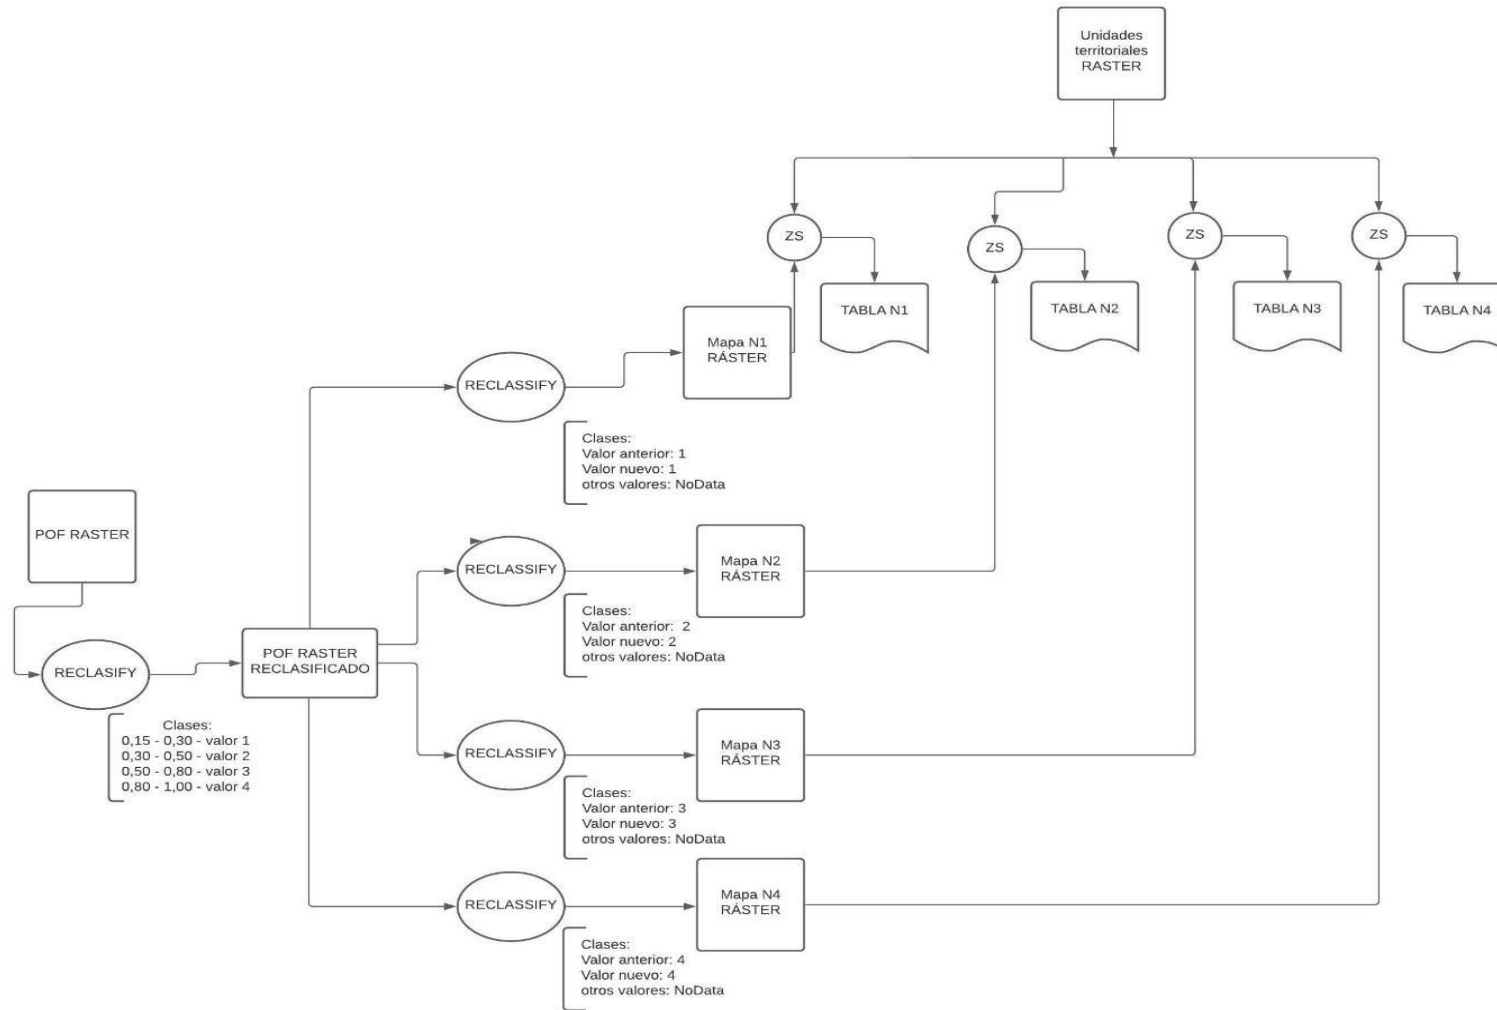 Unidades
territoriales
RASTER
ZS
ZS
ZS
ZS
TABLA N1
TABLA N2
TABLA N3
TABLA N4
Mapa N1
RÁSTER
RECLASSIFY
Clases:
Valor anterior: 1
Valor nuevo: 1
otros valores: NoData
POF RASTER
RECLASIFY
Clases:
0,15 - 0,30 - valor 1
0,30 - 0,50 - valor 2
0,50 - 0,80 - valor 3
0,80 - 1,00 - valor 4
POF RASTER
RECLASIFICADO
RECLASSIFY
Mapa N2
RÁSTER
Clases:
Valor anterior:  2
Valor nuevo: 2
otros valores: NoData
RECLASSIFY
Mapa N3
RÁSTER
Clases:
Valor anterior: 3
Valor nuevo: 3
otros valores: NoData
RECLASSIFY
Mapa N4
RÁSTER
Clases:
Valor anterior: 4
Valor nuevo: 4
otros valores: NoData